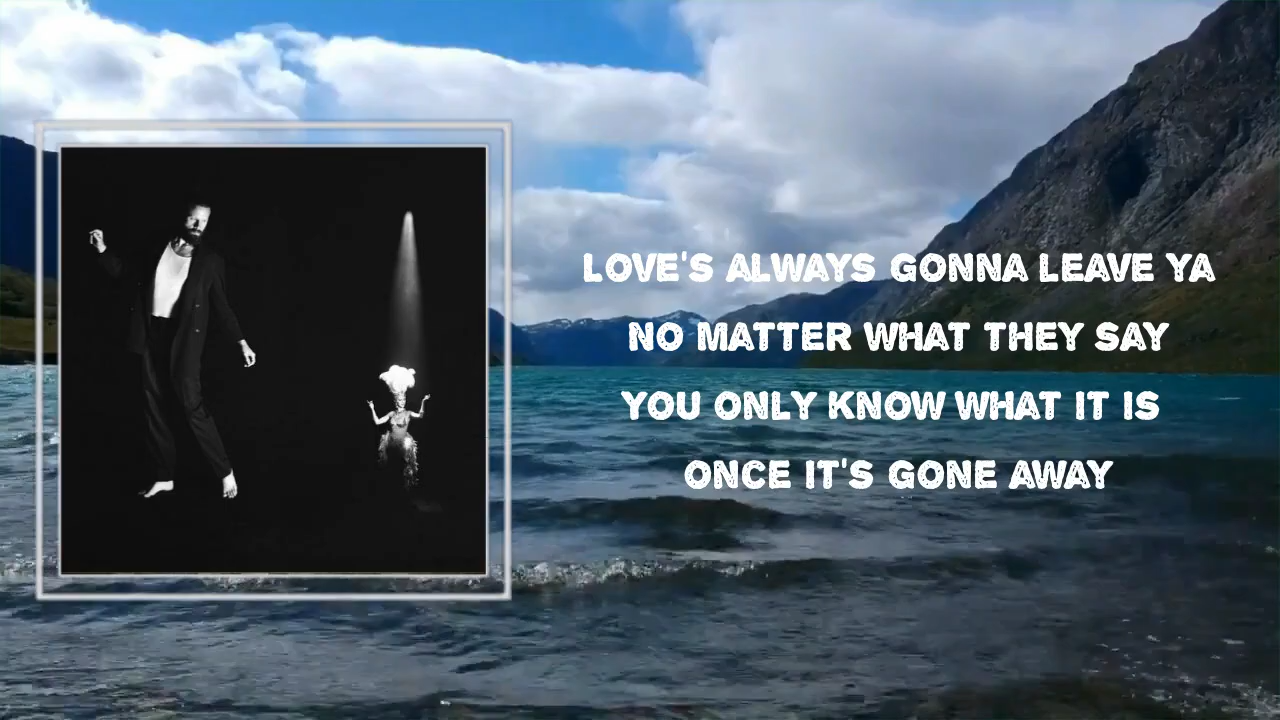 LOVE'S ALWAYS GONNA LEAVE YA
NO MATTER WHAT THEY SAY
YOU ONLY KNOW WHAT IT IS
ONCE IT'S GONE AWAY